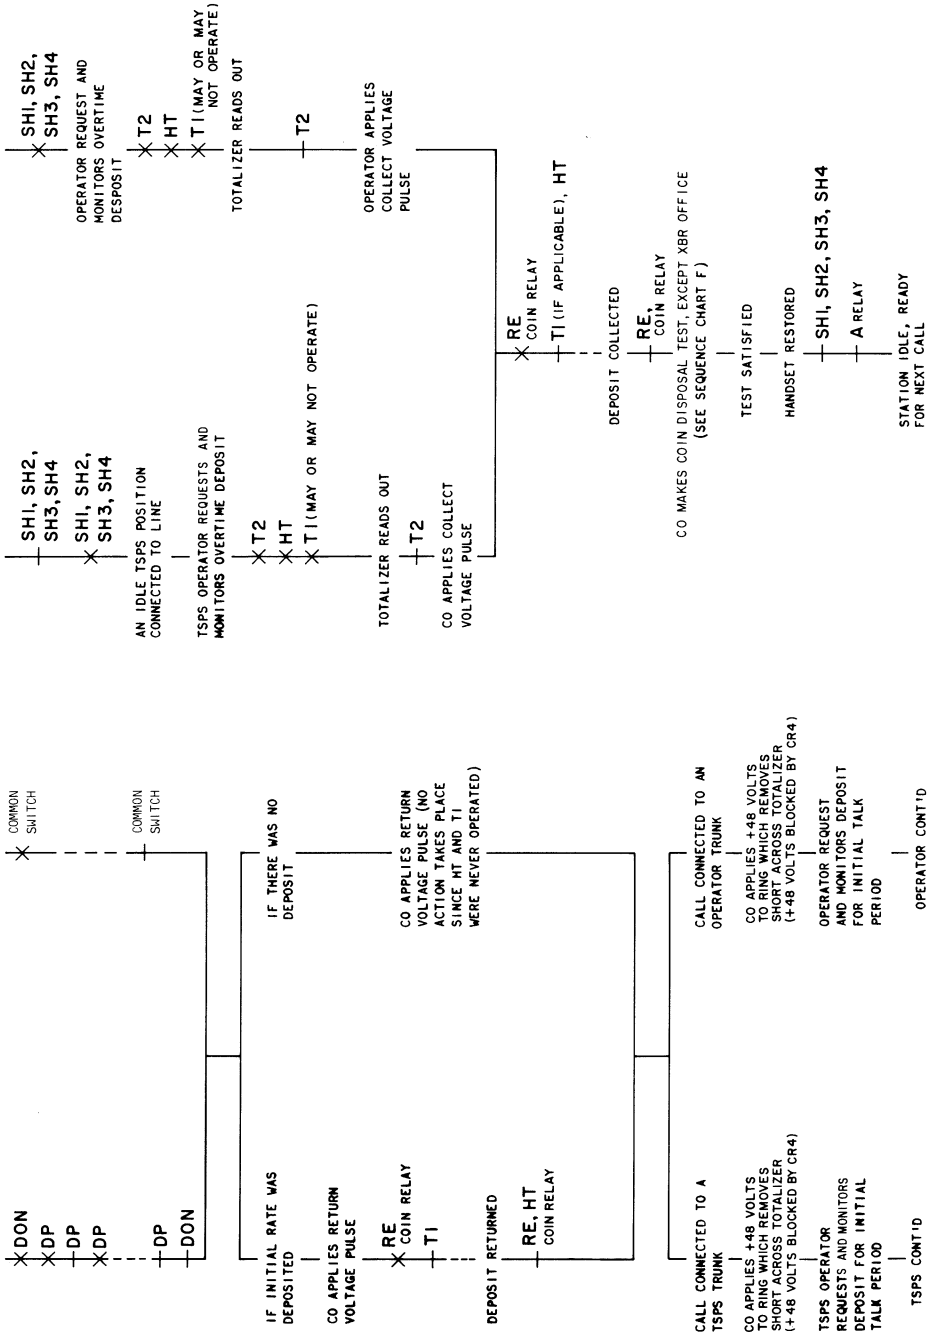 DON
DP
DP
DP
DP
DON
COMMON
SWITCH
COMMON
SWITCH
IF INITIAL RATE WAS
DEPOSITED
CO APPLIES RETURN
VOLTAGE PULSE
RE
COIN RELAY
T1
DEPOSIT RETURNED
RE, HT
COIN RELAY
IF THERE WAS NO
DEPOSIT
CO APPLIES RETURN
VOLTAGE PULSE (NO
ACTION TAKES PLACE
SINCE HT AND T1
WERE NEVER OPERATED)
CALL CONNECTED TO A
TSPS TRUNK
CO APPLIES +48 VOLTS
TO RING WHICH REMOVES
SHORT ACROSS TOTALIZER
(+48 VOLTS BLOCKED BY CR4)
TSPS OPERATOR
REQUESTS AND MONITORS
DEPOSIT FOR INITIAL
TALK PERIOD
TSPS CONT'D
CALL CONNECTED TO AN
OPERATOR TRUNK
CO APPLIES +48 VOLTS
TO RING WHICH REMOVES
SHORT ACROSS TOTALIZER
(+48 VOLTS BLOCKED BY CR4)
OPERATOR REQUEST
AND MONITORS DEPOSIT
FOR INITIAL TALK
PERIOD
OPERATOR CONT'D
SH1, SH2,
SH3, SH4
SH1, SH2,
SH3, SH4
AN IDLE TSPS POSITION
CONNECTED TO LINE
TSPS OPERATOR REQUESTS AND
MONITORS OVERTIME DEPOSIT
T2
HT
T1 (MAY OR MAY NOT OPERATE)
TOTALIZER READS OUT
T2
CO APPLIES COLLECT
VOLTAGE PULSE
SH1, SH2,
SH3, SH4
OPERATOR REQUEST AND
MONITORS OVERTIME
DESPOSIT
T2
HT
T1 (MAY OR MAY
NOT OPERATE)
TOTALIZER READS OUT
T2
OPERATOR APPLIES
COLLECT VOLTAGE
PULSE
RE
COIN RELAY
T1 (IF APPLICABLE), HT
DEPOSIT COLLECTED
RE,
COIN RELAY
CO MAKES COIN DISPOSAL TEST, EXCEPT XBR OFFICE
(SEE SEQUENCE CHART F)
TEST SATISFIED
HANDSET RESTORED
SH1, SH2, SH3, SH4
A RELAY
STATION IDLE, READY
FOR NEXT CALL